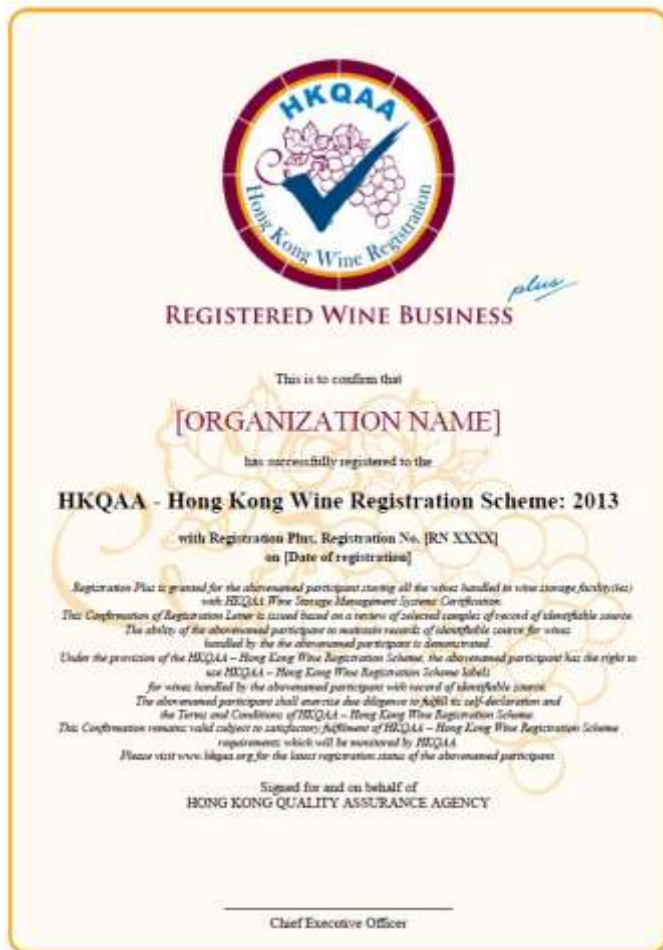 HKQAA
Hong Kong Wine Registration
REGISTERED WINE BUSINESS plus
This is to confirm that
[ORGANIZATION NAME]
has successfully registered to the
HKQAA - Hong Kong Wine Registration Scheme: 2013
with Registration Plus, Registration No. [RN XXXX]
on [Date of registration]
Registration Plus is granted for the abovenamed participant storing all the wines handled in wine storage facility(ies)
with HKQAA Wine Storage Management Systems Certification
This Confirmation of Registration Letter is issued based on a review of selected samples of record of identifiable source
The ability of the abovenamed participant to maintain records of identifiable source for wines
handled by the the abovenamed participant is demonstrated
Under the provision of the HKQAA – Hong Kong Wine Registration Scheme, the abovenamed participant has the right to
use HKQAA – Hong Kong Wine Registration Scheme labels
for wines handled by the abovenamed participant with record of identifiable source
The abovenamed participant shall exercise due diligence to fulfill its self-declaration and
the Terms and Conditions of HKQAA – Hong Kong Wine Registration Scheme
This Confirmation remains valid subject to satisfactory fulfilment of HKQAA – Hong Kong Wine Registration Scheme
requirements which will be monitored by HKQAA
Please visit www.hkqaa.org for the latest registration status of the abovenamed participant
Signed for and on behalf of
HONG KONG QUALITY ASSURANCE AGENCY
Chief Executive Officer